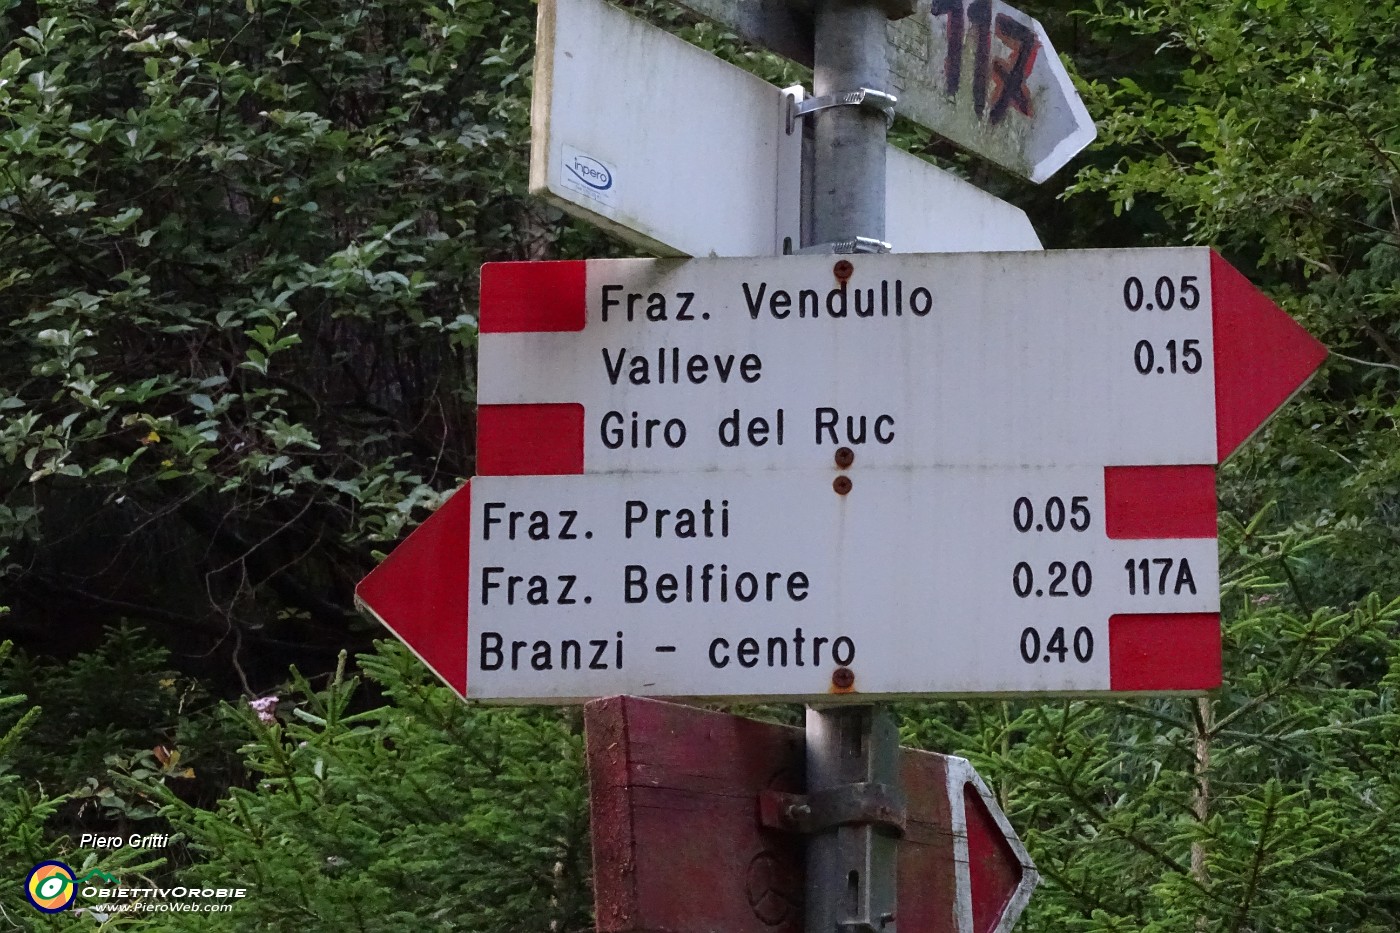 117
inpero
Fraz. Vendullo 0.05
Valleve 0.15
Giro del Ruc
Fraz. Prati 0.05
Fraz. Belfiore 0.20 117A
Branzi - centro 0.40
Piero Gritti
OBIETTIVOROBIE
www.PieroWeb.com